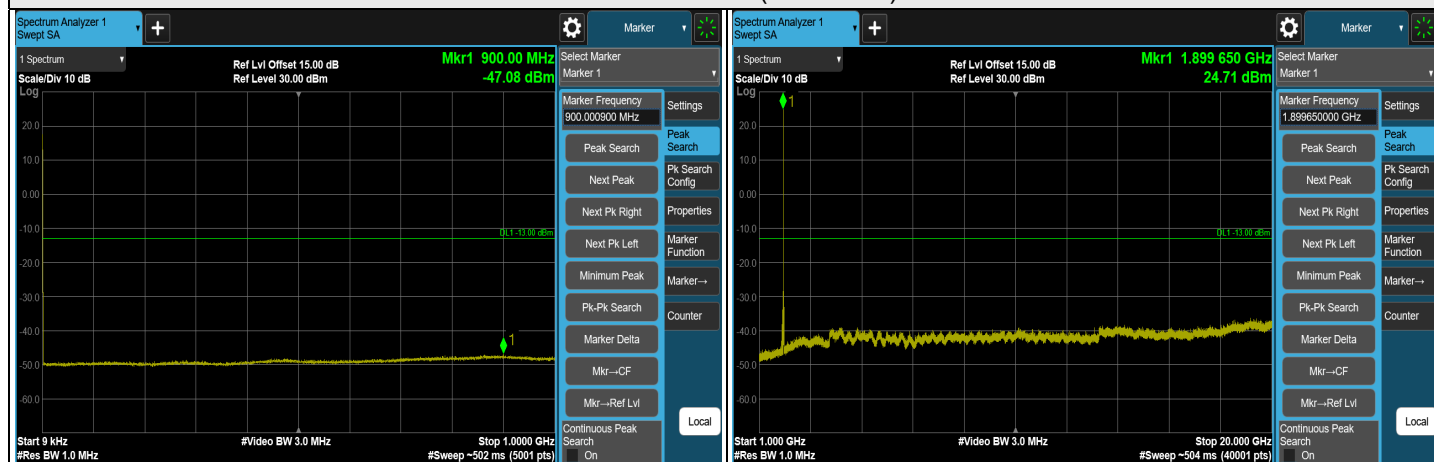 Spectrum Analyzer 1
Swept SA
+
Marker
1 Spectrum
Scale/Div 10 dB
Log
Ref Lvl Offset 15.00 dB
Ref Level 30.00 dBm
Mkr1 900.00 MHz
-47.08 dBm
20.0
10.0
0.00
-10.0
-20.0
-30.0
-40.0
-50.0
-60.0
DL1 -13.00 dBm
1
Start 9 kHz
#Res BW 1.0 MHz
#Video BW 3.0 MHz
Stop 1.0000 GHz
#Sweep ~502 ms (5001 pts)
Select Marker
Marker 1
Marker Frequency
900.000900 MHz
Peak Search
Next Peak
Next Pk Right
Next Pk Left
Minimum Peak
Pk-Pk Search
Marker Delta
Mkr→CF
Mkr→Ref Lvl
Continuous Peak
Search
On
Settings
Peak
Search
Pk Search
Config
Properties
Marker
Function
Marker→
Counter
Local
Spectrum Analyzer 1
Swept SA
+
Marker
1 Spectrum
Scale/Div 10 dB
Log
Ref Lvl Offset 15.00 dB
Ref Level 30.00 dBm
Mkr1 1.899 650 GHz
24.71 dBm
1
20.0
10.0
0.00
-10.0
-20.0
-30.0
-40.0
-50.0
-60.0
DL1 -13.00 dBm
Start 1.000 GHz
#Res BW 1.0 MHz
#Video BW 3.0 MHz
Stop 20.000 GHz
#Sweep ~504 ms (40001 pts)
Select Marker
Marker 1
Marker Frequency
1.899650000 GHz
Peak Search
Next Peak
Next Pk Right
Next Pk Left
Minimum Peak
Pk-Pk Search
Marker Delta
Mkr→CF
Mkr→Ref Lvl
Continuous Peak
Search
On
Settings
Peak
Search
Pk Search
Config
Properties
Marker
Function
Marker→
Counter
Local